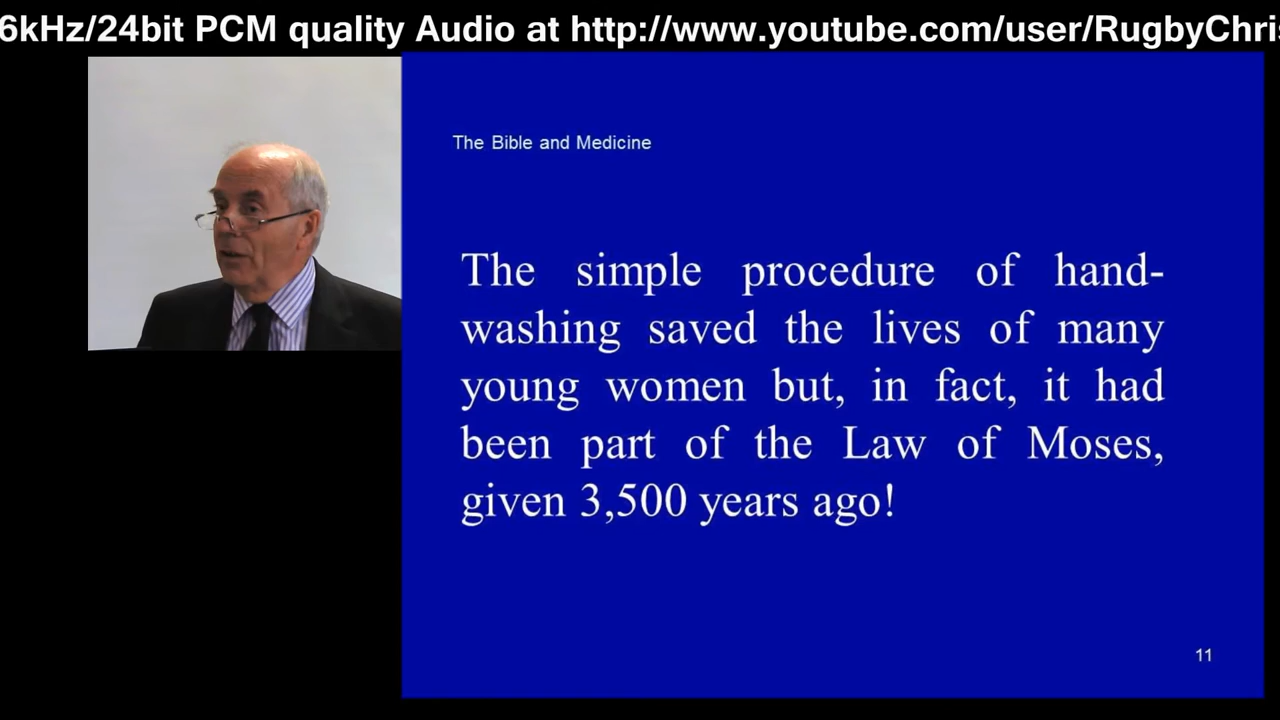 6kHz/24bit PCM quality Audio at http://www.youtube.com/user/RugbyChris
The Bible and Medicine
The simple procedure of hand-
washing saved the lives of many
young women but, in fact, it had
been part of the Law of Moses,
given 3,500 years ago!
11